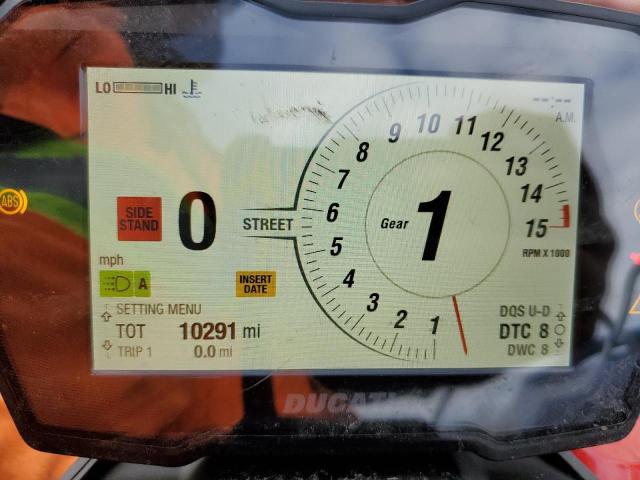 LO HI
--:--
A.M.
ABS
SIDE STAND
0
mph
STREET
A
INSERT DATE
SETTING MENU
TOT 10291 mi
TRIP 1 0.0 mi
1 2 3 4 5 6 7 8 9 10 11 12 13 14 15
RPM X 1000
Gear 1
DQS U-D
DTC 8
DWC 8
DUCATI